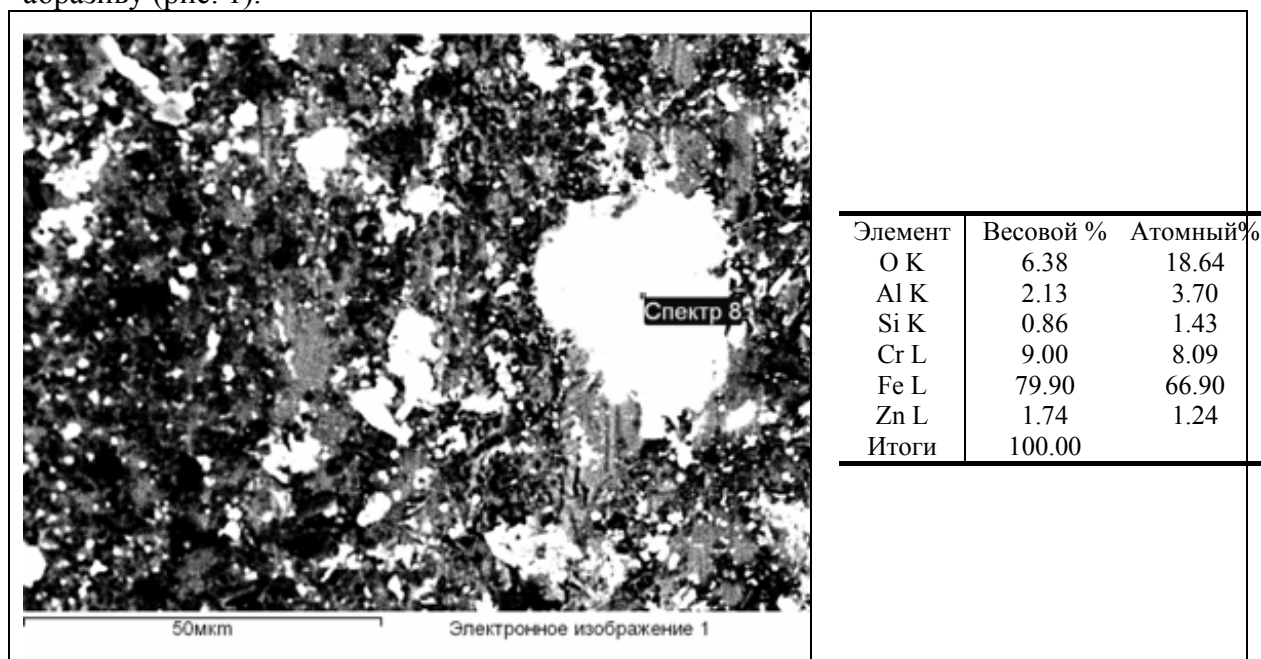 абразиву (рис. 1).
Спектр 8
50мкm
Электронное изображение 1
Элемент Весовой % Атомный%
O K 6.38 18.64
Al K 2.13 3.70
Si K 0.86 1.43
Cr L 9.00 8.09
Fe L 79.90 66.90
Zn L 1.74 1.24
Итоги 100.00